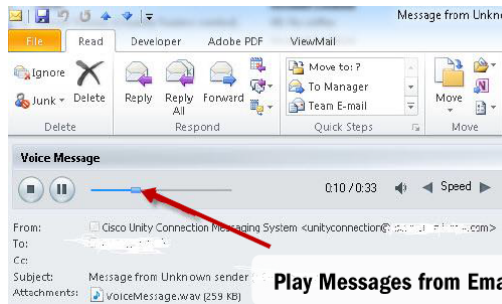 Message from Unkn
File Read Developer Adobe PDF ViewMail
Ignore
Junk
Delete
Reply
Reply All
Forward
Move to: ?
To Manager
Team E-mail
Move
Delete Respond Quick Steps Move
Voice Message
0:10 / 0:33 Speed
From: Cisco Unity Connection Messaging System <unityconnection@ .com>
To:
Cc:
Subject: Message from Unknown sender
Attachments: VoiceMessage.wav (259 KB)
Play Messages from Ema